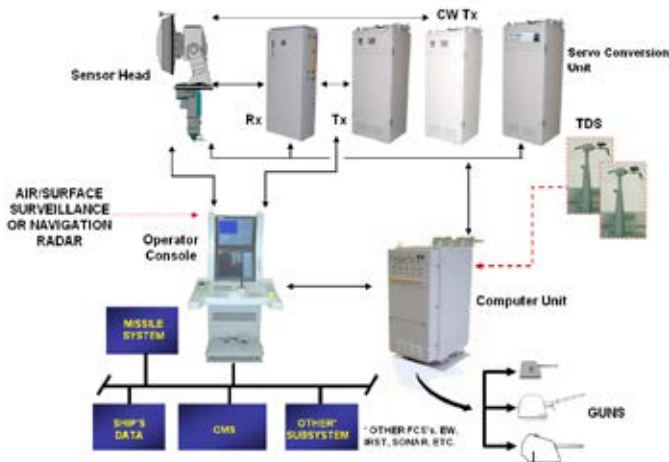 CW Tx
Sensor Head
Servo Conversion
Unit
Rx
Tx
TDS
AIR/SURFACE
SURVEILLANCE
OR NAVIGATION
RADAR
Operator
Console
Computer Unit
MISSILE
SYSTEM
SHIP'S
DATA
CMS
OTHER*
SUBSYSTEM
* OTHER FCS's, EW,
IRST, SONAR, ETC.
GUNS